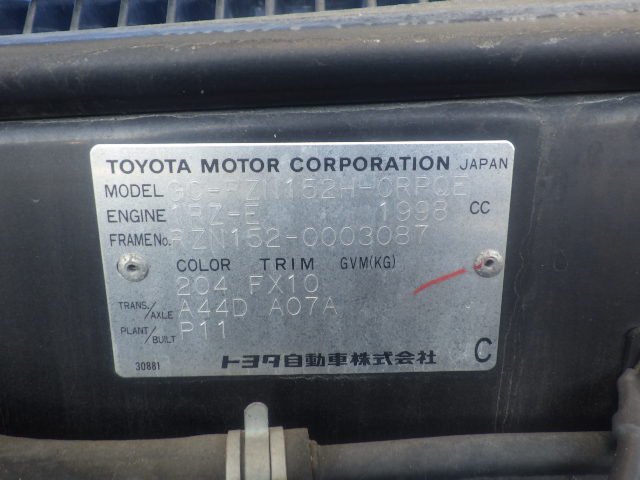 TOYOTA MOTOR CORPORATION JAPAN
MODEL GC-RZN152H-CRPQE
ENGINE 1RZ-E 1998 CC
FRAME No. RZN152-0003087
COLOR TRIM GVM(KG)
204 FX10
TRANS./AXLE A44D A07A
PLANT/BUILT P11
30881 トヨタ自動車株式会社 C